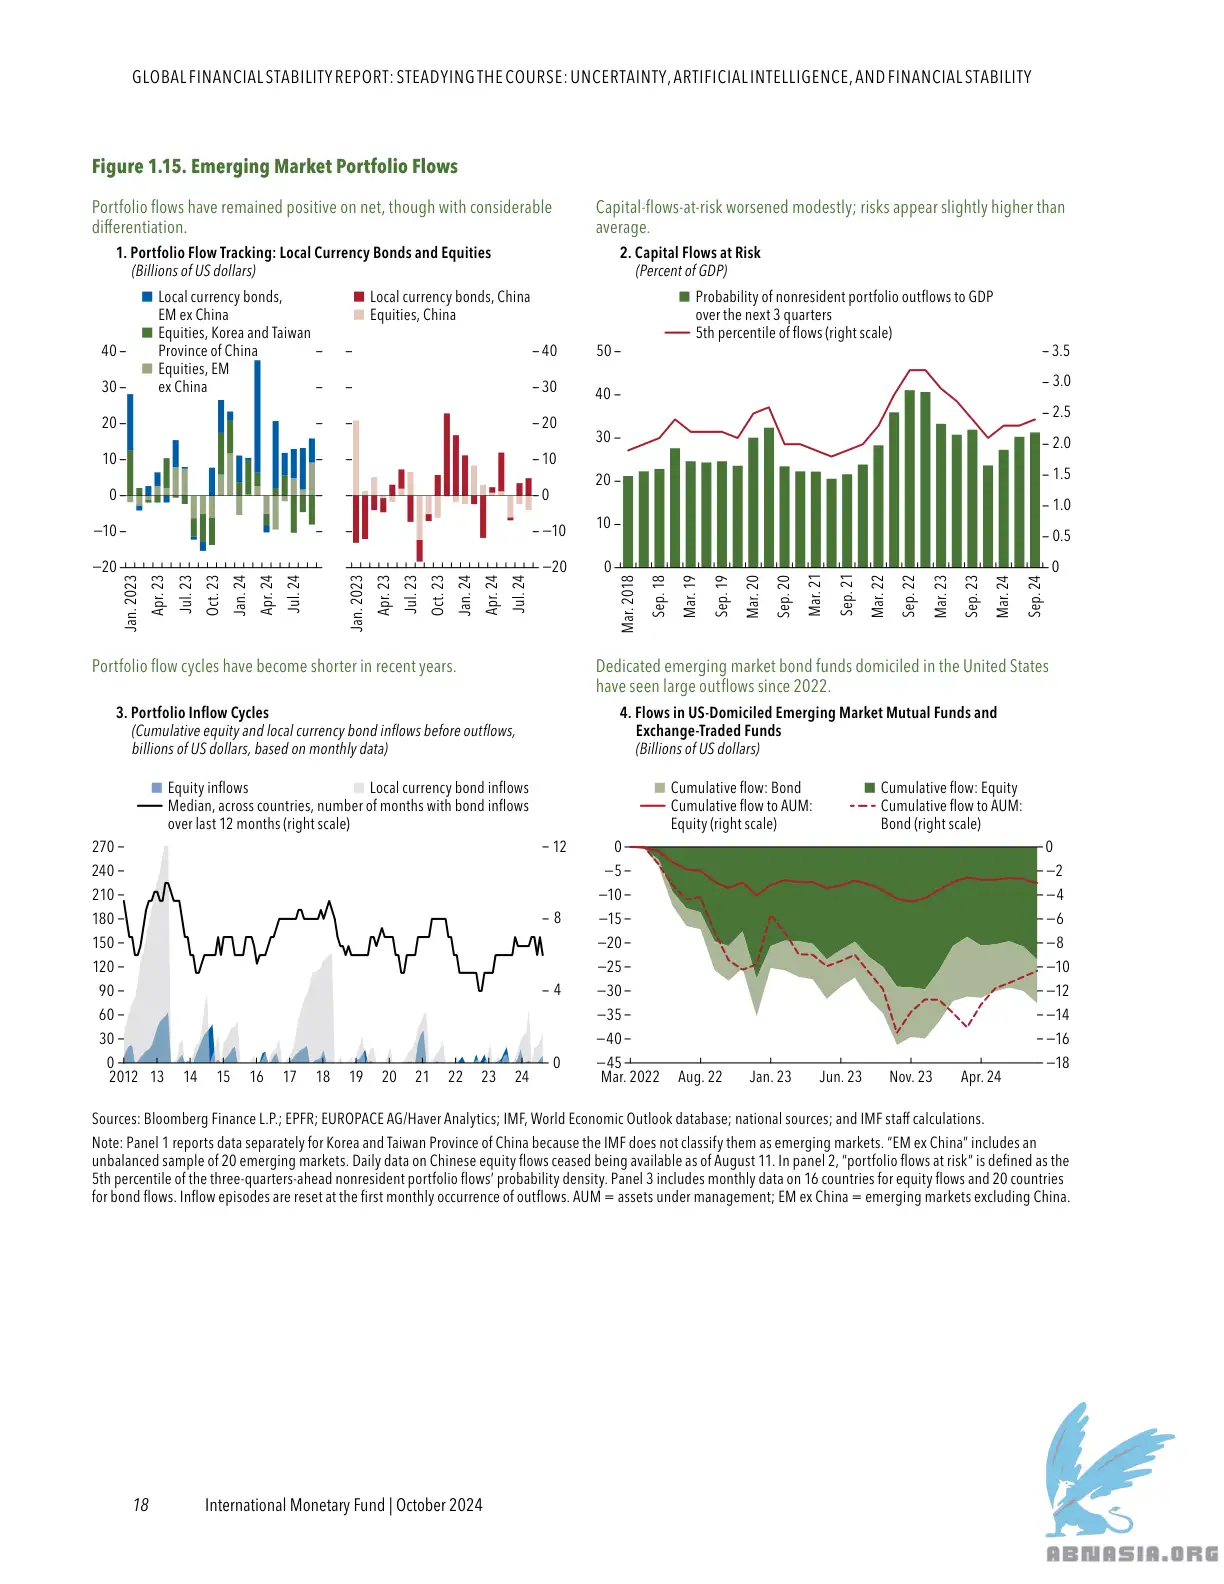 GLOBAL FINANCIAL STABILITY REPORT: STEADYING THE COURSE: UNCERTAINTY, ARTIFICIAL INTELLIGENCE, AND FINANCIAL STABILITY
Figure 1.15. Emerging Market Portfolio Flows
Portfolio flows have remained positive on net, though with considerable
differentiation.
1. Portfolio Flow Tracking: Local Currency Bonds and Equities
(Billions of US dollars)
Local currency bonds,
EM ex China
Equities, Korea and Taiwan
Province of China
Equities, EM
ex China
Local currency bonds, China
Equities, China
40
30
20
10
0
−10
−20
40
30
20
10
0
−10
−20
Jan. 2023
Apr. 23
Jul. 23
Oct. 23
Jan. 24
Apr. 24
Jul. 24
Jan. 2023
Apr. 23
Jul. 23
Oct. 23
Jan. 24
Apr. 24
Jul. 24
Capital-flows-at-risk worsened modestly; risks appear slightly higher than
average.
2. Capital Flows at Risk
(Percent of GDP)
Probability of nonresident portfolio outflows to GDP
over the next 3 quarters
5th percentile of flows (right scale)
50
40
30
20
10
0
3.5
3.0
2.5
2.0
1.5
1.0
0.5
0
Mar. 2018
Sep. 18
Mar. 19
Sep. 19
Mar. 20
Sep. 20
Mar. 21
Sep. 21
Mar. 22
Sep. 22
Mar. 23
Sep. 23
Mar. 24
Sep. 24
Portfolio flow cycles have become shorter in recent years.
3. Portfolio Inflow Cycles
(Cumulative equity and local currency bond inflows before outflows,
billions of US dollars, based on monthly data)
Equity inflows
Local currency bond inflows
Median, across countries, number of months with bond inflows
over last 12 months (right scale)
270
240
210
180
150
120
90
60
30
0
12
8
4
0
2012 13 14 15 16 17 18 19 20 21 22 23 24
Dedicated emerging market bond funds domiciled in the United States
have seen large outflows since 2022.
4. Flows in US-Domiciled Emerging Market Mutual Funds and
Exchange-Traded Funds
(Billions of US dollars)
Cumulative flow: Bond
Cumulative flow to AUM:
Equity (right scale)
Cumulative flow: Equity
Cumulative flow to AUM:
Bond (right scale)
0
−5
−10
−15
−20
−25
−30
−35
−40
−45
0
−2
−4
−6
−8
−10
−12
−14
−16
−18
Mar. 2022 Aug. 22 Jan. 23 Jun. 23 Nov. 23 Apr. 24
Sources: Bloomberg Finance L.P.; EPFR; EUROPACE AG/Haver Analytics; IMF, World Economic Outlook database; national sources; and IMF staff calculations.
Note: Panel 1 reports data separately for Korea and Taiwan Province of China because the IMF does not classify them as emerging markets. “EM ex China” includes an
unbalanced sample of 20 emerging markets. Daily data on Chinese equity flows ceased being available as of August 11. In panel 2, “portfolio flows at risk” is defined as the
5th percentile of the three-quarters-ahead nonresident portfolio flows’ probability density. Panel 3 includes monthly data on 16 countries for equity flows and 20 countries
for bond flows. Inflow episodes are reset at the first monthly occurrence of outflows. AUM = assets under management; EM ex China = emerging markets excluding China.
18 International Monetary Fund | October 2024
ABNASIA.ORG